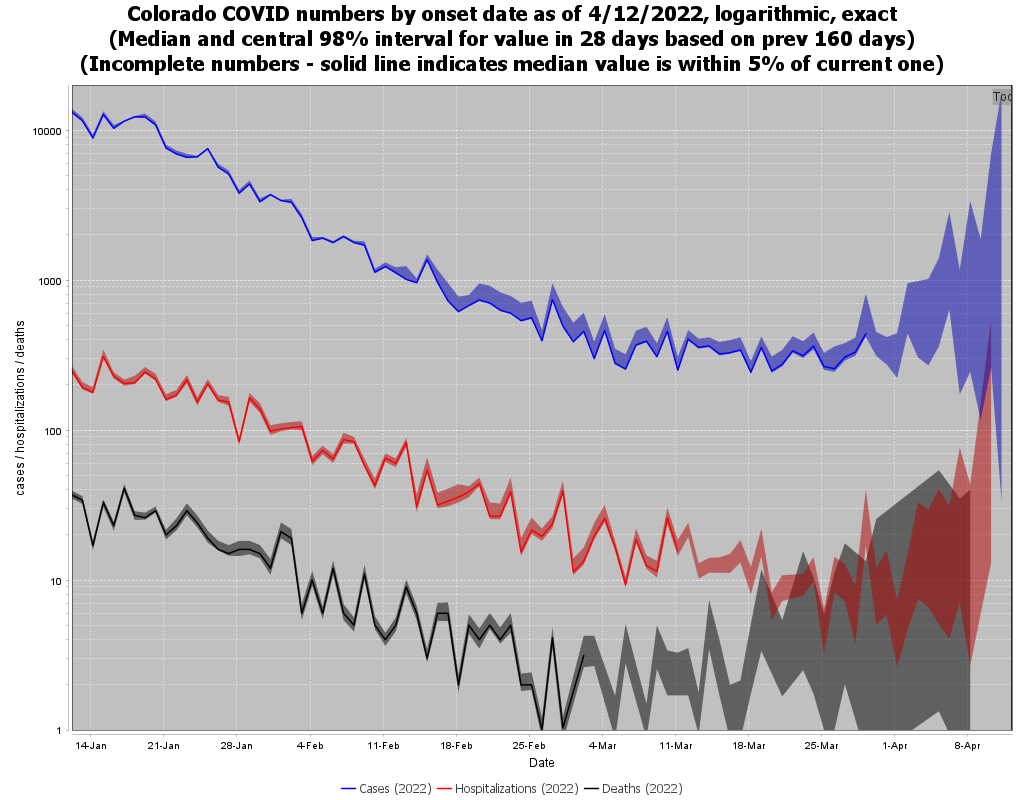 Colorado COVID numbers by onset date as of 4/12/2022, logarithmic, exact
(Median and central 98% interval for value in 28 days based on prev 160 days)
(Incomplete numbers - solid line indicates median value is within 5% of current one)
10000
1000
100
10
1
cases / hospitalizations / deaths
14-Jan 21-Jan 28-Jan 4-Feb 11-Feb 18-Feb 25-Feb 4-Mar 11-Mar 18-Mar 25-Mar 1-Apr 8-Apr
Date
Cases (2022) Hospitalizations (2022) Deaths (2022)